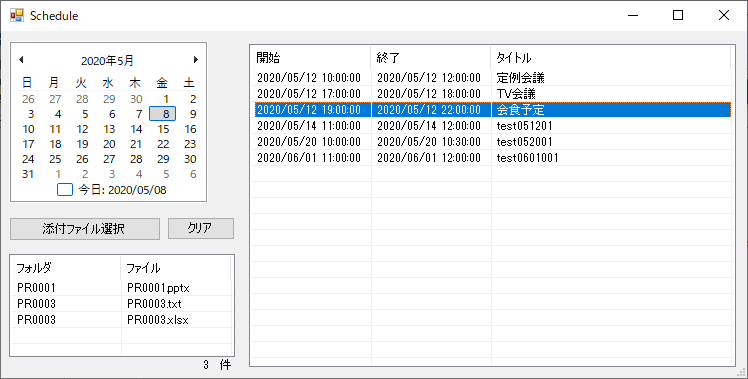 Schedule
2020年5月
日 月 火 水 木 金 土
26 27 28 29 30 1 2
3 4 5 6 7 8 9
10 11 12 13 14 15 16
17 18 19 20 21 22 23
24 25 26 27 28 29 30
31 1 2 3 4 5 6
今日: 2020/05/08
添付ファイル選択 クリア
フォルダ ファイル
PR0001 PR0001.pptx
PR0003 PR0003.txt
PR0003 PR0003.xlsx
3 件
開始 終了 タイトル
2020/05/12 10:00:00 2020/05/12 12:00:00 定例会議
2020/05/12 17:00:00 2020/05/12 18:00:00 TV会議
2020/05/12 19:00:00 2020/05/12 22:00:00 会食予定
2020/05/14 11:00:00 2020/05/14 12:00:00 test051201
2020/05/20 10:00:00 2020/05/20 10:30:00 test052001
2020/06/01 11:00:00 2020/06/01 12:00:00 test0601001